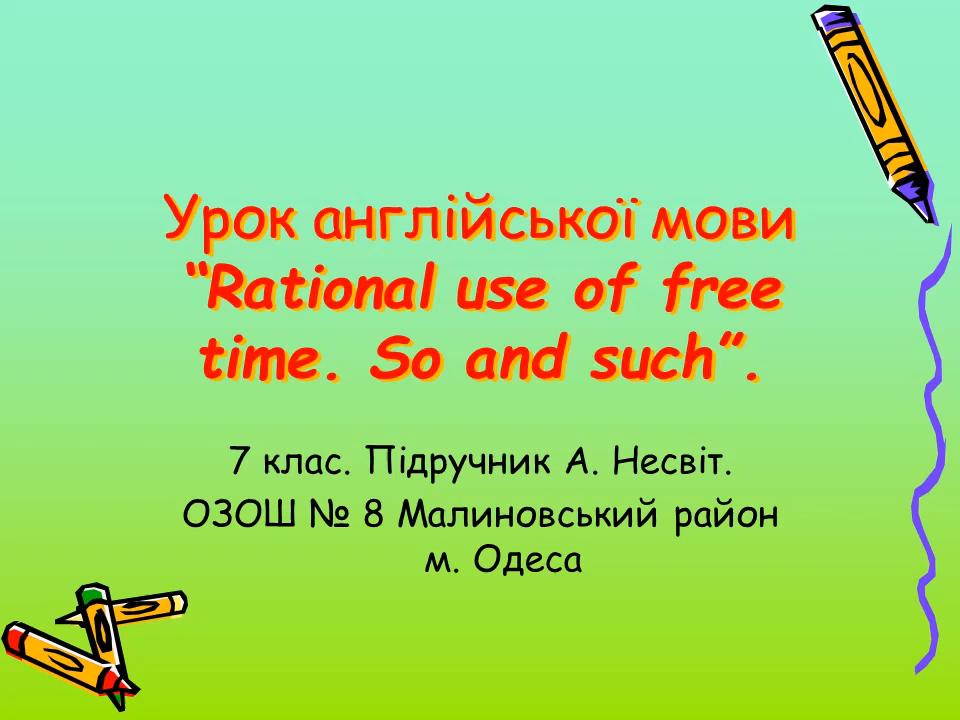 Урок англійської мови
“Rational use of free
time. So and such”.
7 клас. Підручник А. Несвіт.
ОЗОШ № 8 Малиновський район
м. Одеса